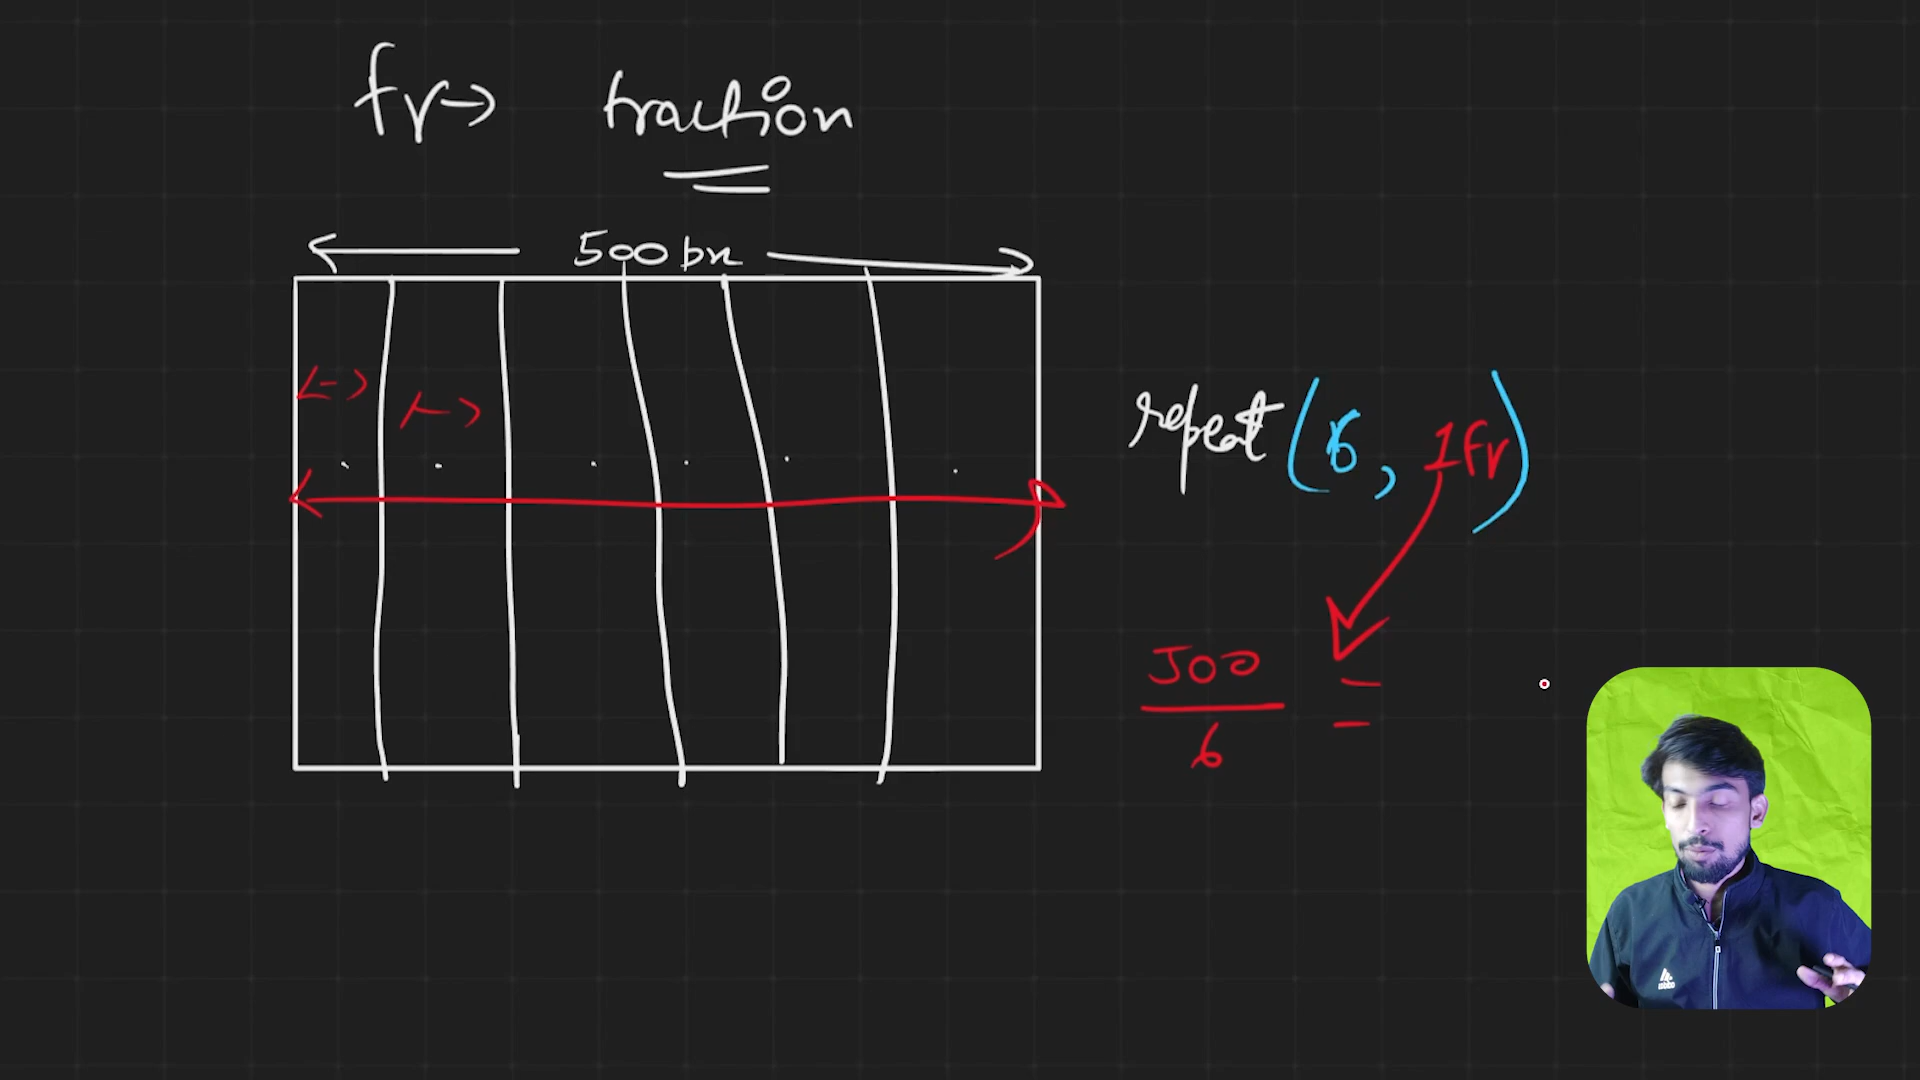 fr→ fraction
500px
repeat(6, 1fr)
500
6
=